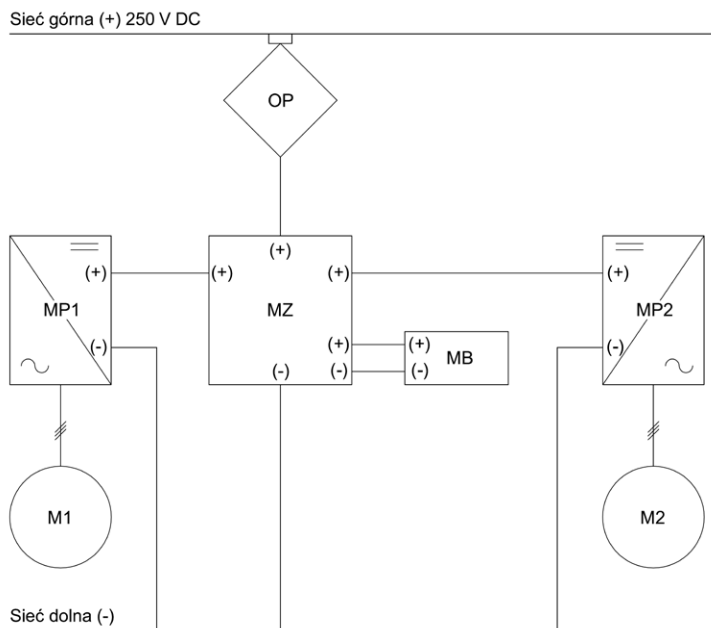 Sieć górna (+) 250 V DC
OP
(+)
(+) (+) (+) (+)
MP1 MZ MP2
(-) (+) (+) (-)
MB
(-) (-) (-)
M1 M2
Sieć dolna (-)